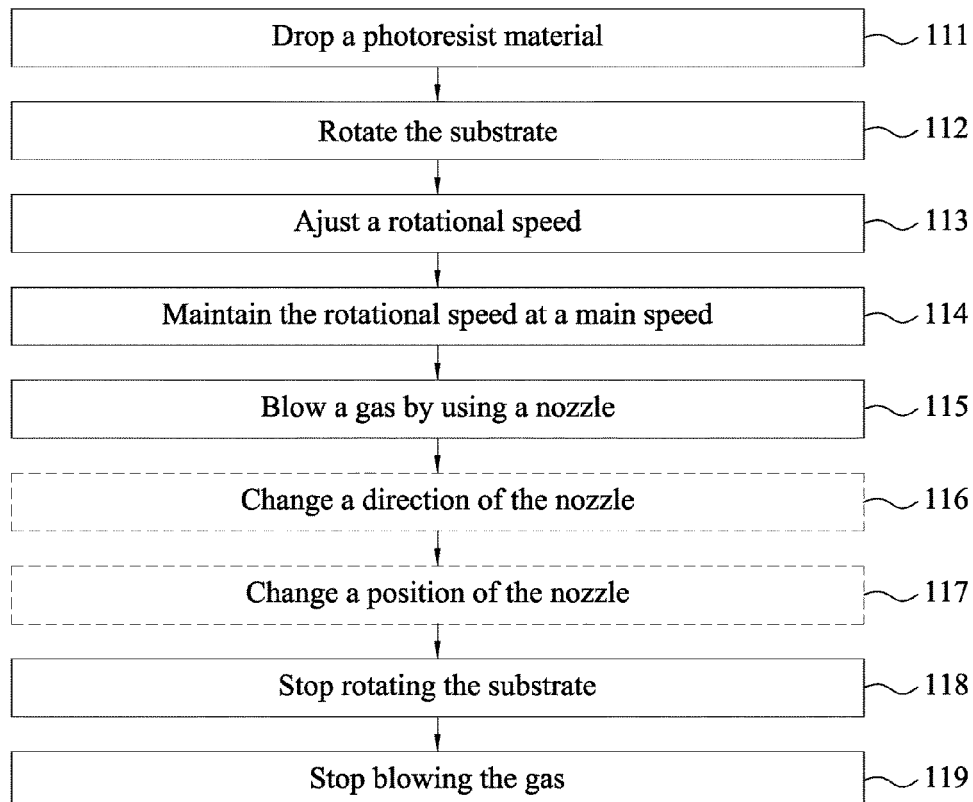 Drop a photoresist material 111
Rotate the substrate 112
Ajust a rotational speed 113
Maintain the rotational speed at a main speed 114
Blow a gas by using a nozzle 115
Change a direction of the nozzle 116
Change a position of the nozzle 117
Stop rotating the substrate 118
Stop blowing the gas 119